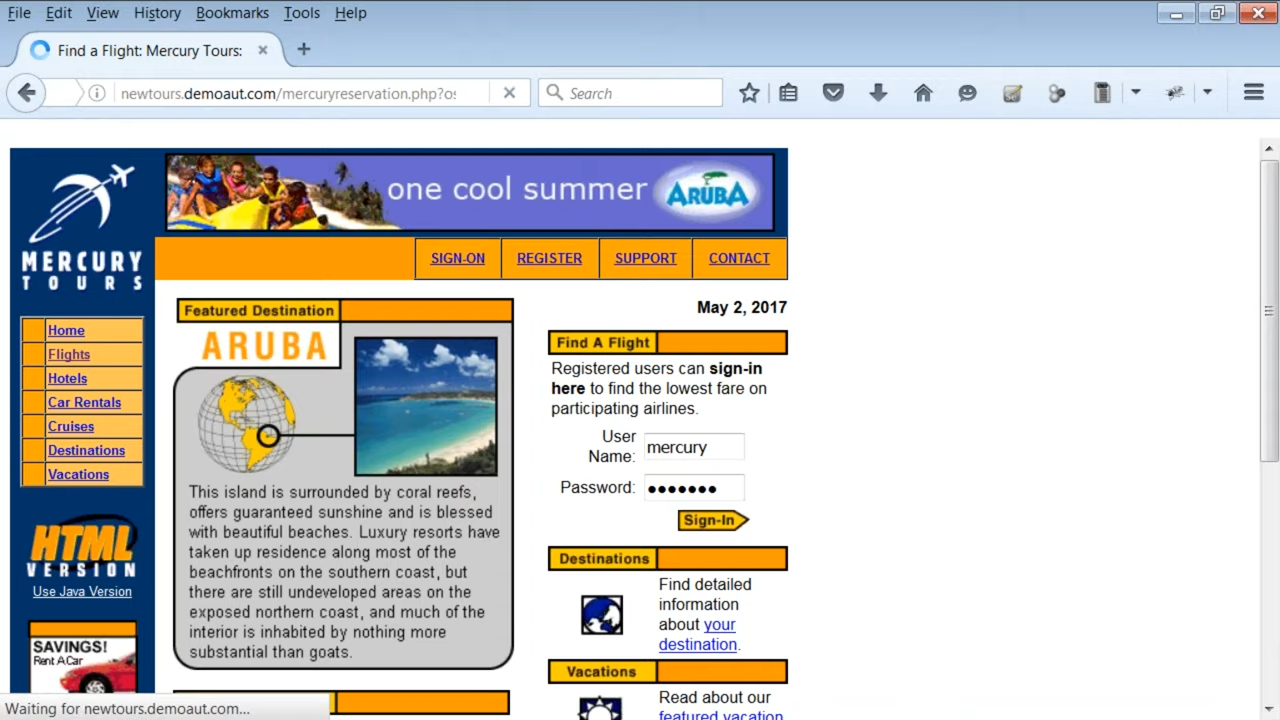 File Edit View History Bookmarks Tools Help
Find a Flight: Mercury Tours:
newtours.demoaut.com/mercuryreservation.php?os
Search
one cool summer ARUBA
MERCURY
TOURS
SIGN-ON REGISTER SUPPORT CONTACT
Home
Flights
Hotels
Car Rentals
Cruises
Destinations
Vacations
HTML
VERSION
Use Java Version
SAVINGS!
Rent A Car
Featured Destination
ARUBA
This island is surrounded by coral reefs,
offers guaranteed sunshine and is blessed
with beautiful beaches. Luxury resorts have
taken up residence along most of the
beachfronts on the southern coast, but
there are still undeveloped areas on the
exposed northern coast, and much of the
interior is inhabited by nothing more
substantial than goats.
May 2, 2017
Find A Flight
Registered users can sign-in
here to find the lowest fare on
participating airlines.
User
Name: mercury
Password: ●●●●●●●
Sign-In
Destinations
Find detailed
information
about your
destination.
Vacations
Read about our
featured vacation
Waiting for newtours.demoaut.com...